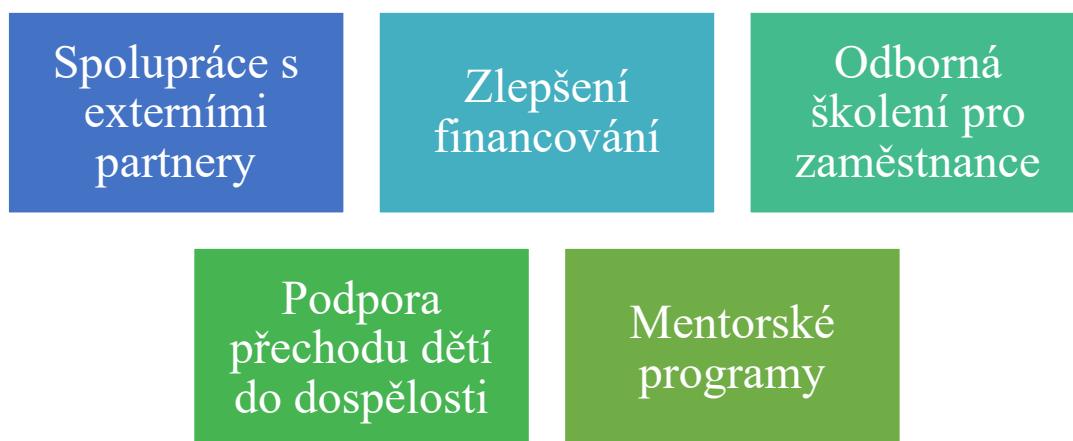 Spolupráce s
externími
partnery
Zlepšení
financování
Odborná
školení pro
zaměstnance
Podpora
přechodu dětí
do dospělosti
Mentorské
programy